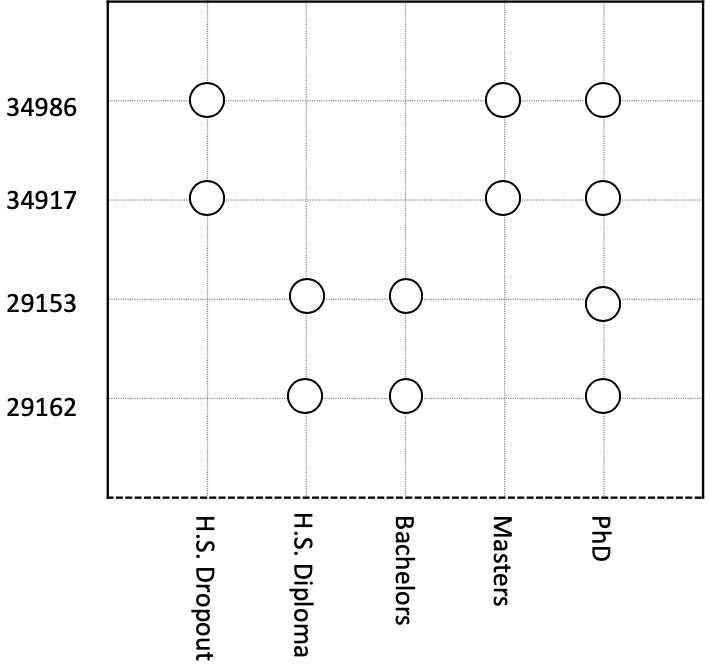 34986
34917
29153
29162
H.S. Dropout
H.S. Diploma
Bachelors
Masters
PhD